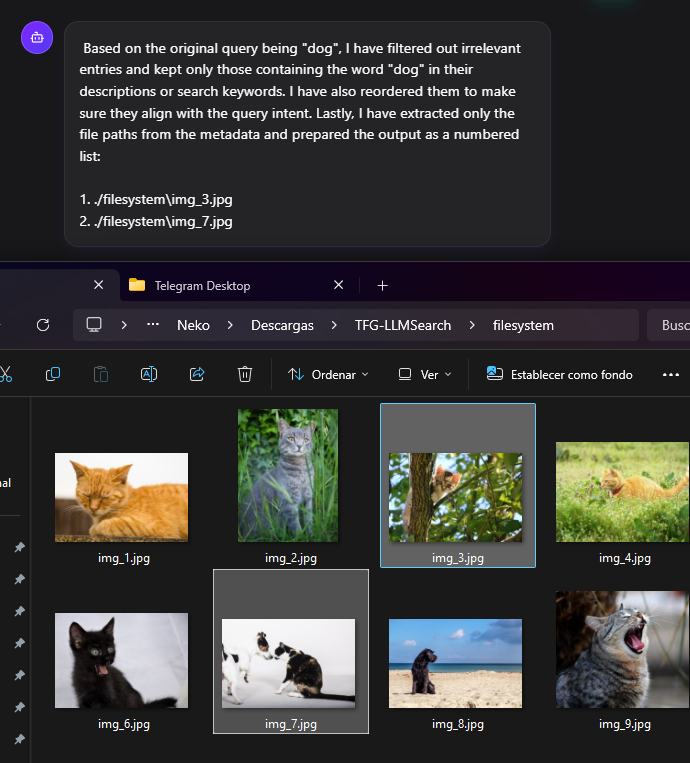 Based on the original query being "dog", I have filtered out irrelevant
entries and kept only those containing the word "dog" in their
descriptions or search keywords. I have also reordered them to make
sure they align with the query intent. Lastly, I have extracted only the
file paths from the metadata and prepared the output as a numbered
list:
1. ./filesystem\img_3.jpg
2. ./filesystem\img_7.jpg
Telegram Desktop
Neko > Descargas > TFG-LLMSearch > filesystem
Busc
Ordenar
Ver
Establecer como fondo
nal
img_1.jpg
img_2.jpg
img_3.jpg
img_4.jpg
img_6.jpg
img_7.jpg
img_8.jpg
img_9.jpg